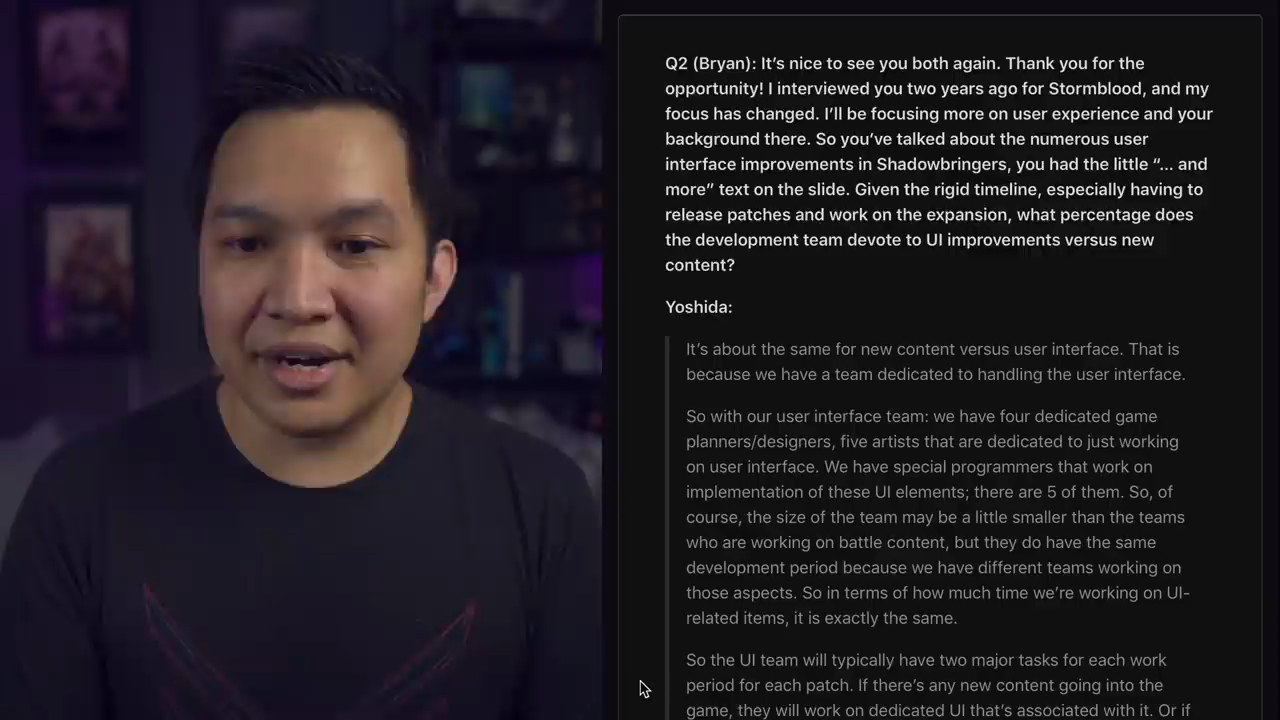 Q2 (Bryan): It’s nice to see you both again. Thank you for the
opportunity! I interviewed you two years ago for Stormblood, and my
focus has changed. I’ll be focusing more on user experience and your
background there. So you’ve talked about the numerous user
interface improvements in Shadowbringers, you had the little “... and
more” text on the slide. Given the rigid timeline, especially having to
release patches and work on the expansion, what percentage does
the development team devote to UI improvements versus new
content?
Yoshida:
It’s about the same for new content versus user interface. That is
because we have a team dedicated to handling the user interface.
So with our user interface team: we have four dedicated game
planners/designers, five artists that are dedicated to just working
on user interface. We have special programmers that work on
implementation of these UI elements; there are 5 of them. So, of
course, the size of the team may be a little smaller than the teams
who are working on battle content, but they do have the same
development period because we have different teams working on
those aspects. So in terms of how much time we’re working on UI-
related items, it is exactly the same.
So the UI team will typically have two major tasks for each work
period for each patch. If there’s any new content going into the
game, they will work on dedicated UI that’s associated with it. Or if